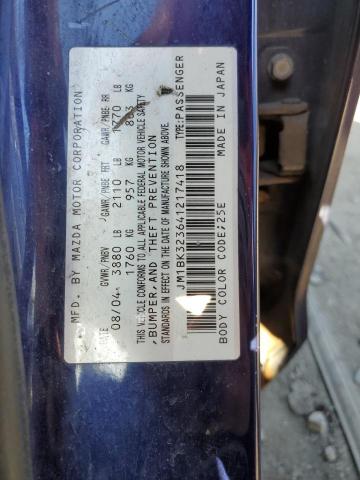 MFD. BY MAZDA MOTOR CORPORATION
DATE GVWR/PNBV GAWR/PNBE FRT GAWR/PNBE RR
08/04 3880 LB 2110 LB 1770 LB
1760 KG 957 KG 803 KG
THIS VEHICLE CONFORMS TO ALL APPLICABLE FEDERAL MOTOR VEHICLE SAFETY
,BUMPER,AND THEFT PREVENTION
STANDARDS IN EFFECT ON THE DATE OF MANUFACTURE SHOWN ABOVE.
JM1BK323641217418 TYPE:PASSENGER
BODY COLOR CODE:25E MADE IN JAPAN